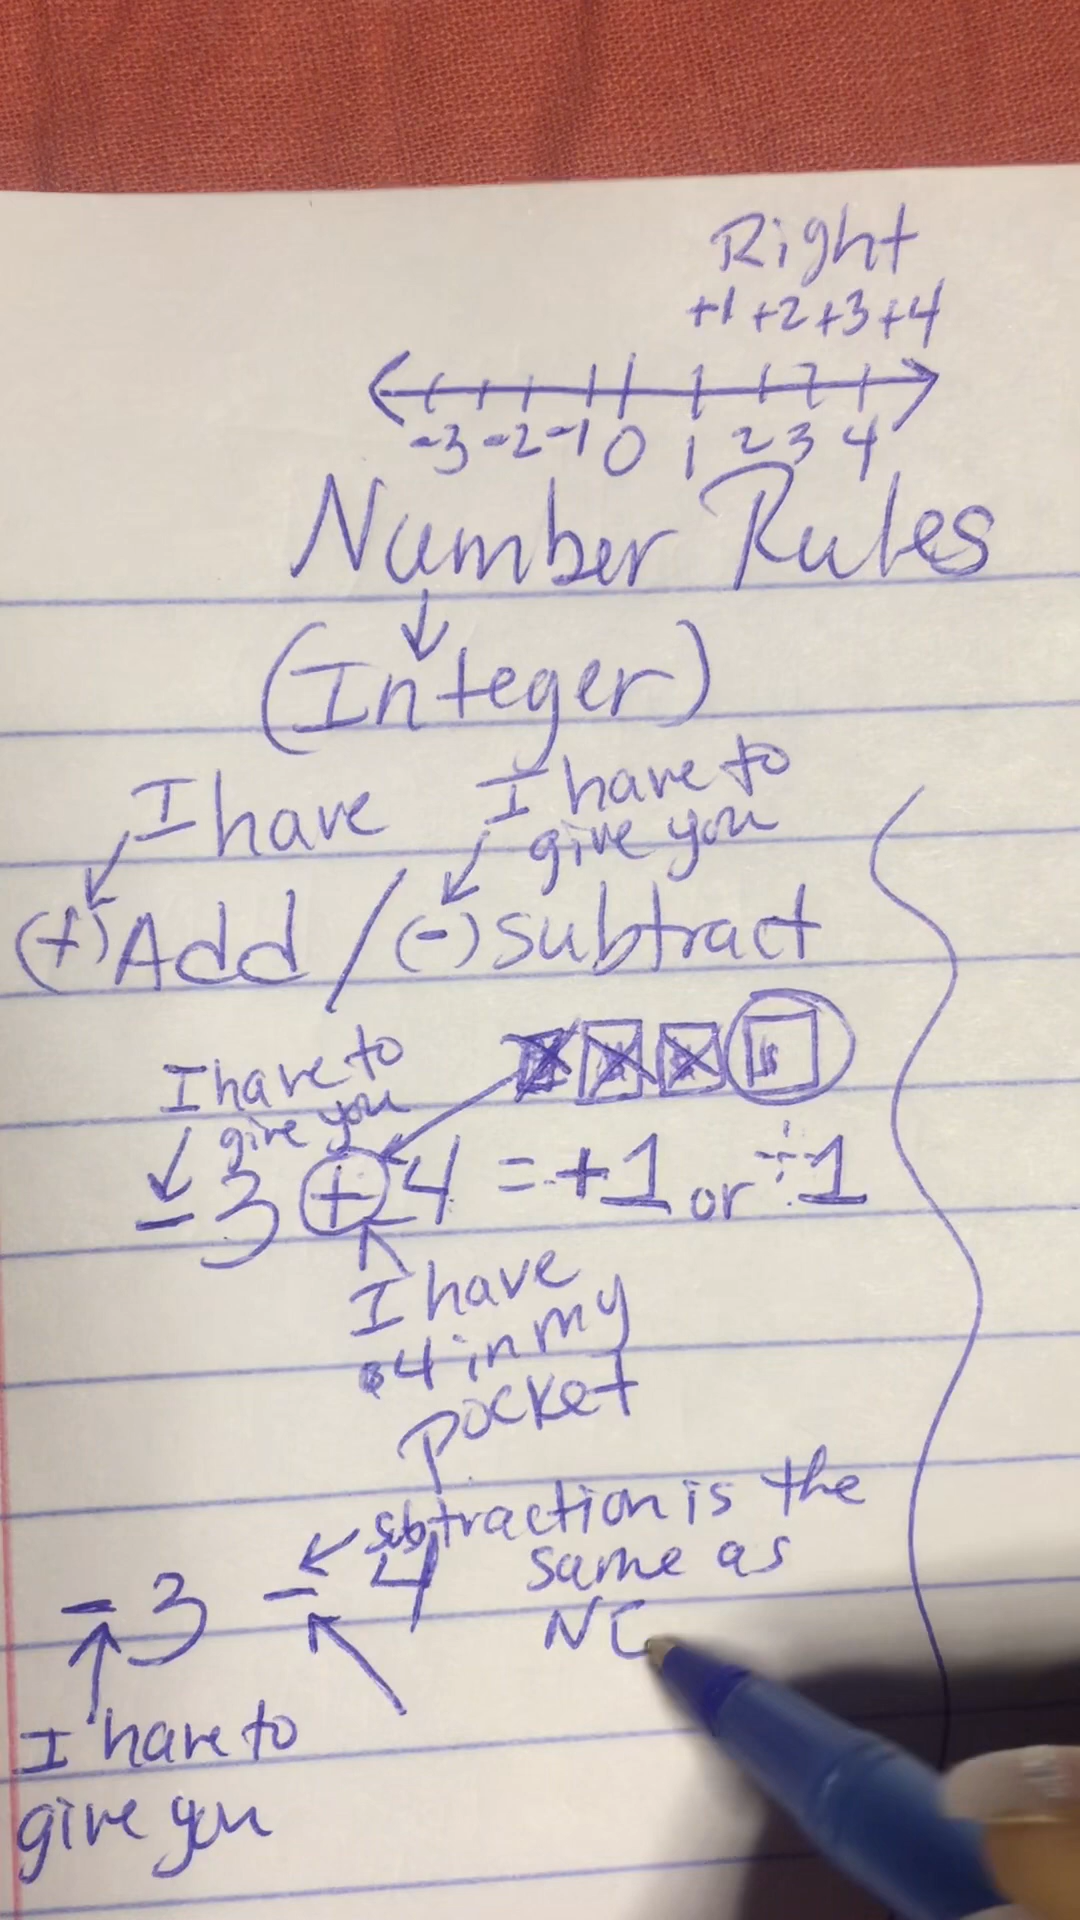 Right
+1 +2 +3 +4
-3 -2 -1 0 1 2 3 4
Number Rules
(Integer)
I have
I have to
give you
(+) Add / (-) subtract
I have to
give you
-3 + 4 = +1 or +1
I have
$4 in my
pocket
subtraction is the
same as
-3 - 4
I have to
give you